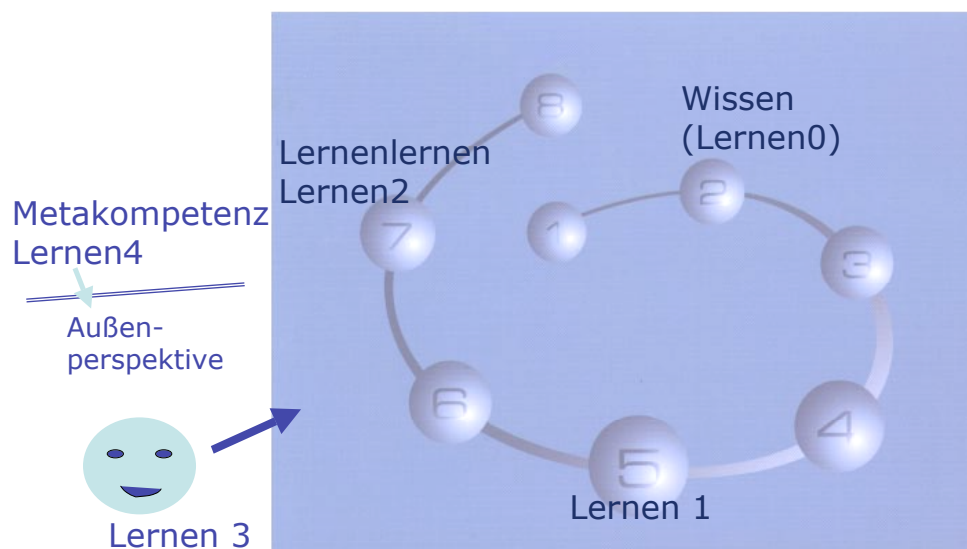 8
Wissen
(Lernen0)
Lernenlernen
Lernen2
2
Metakompetenz
Lernen4
7
1
3
Außen-
perspektive
6
4
5
Lernen 1
Lernen 3